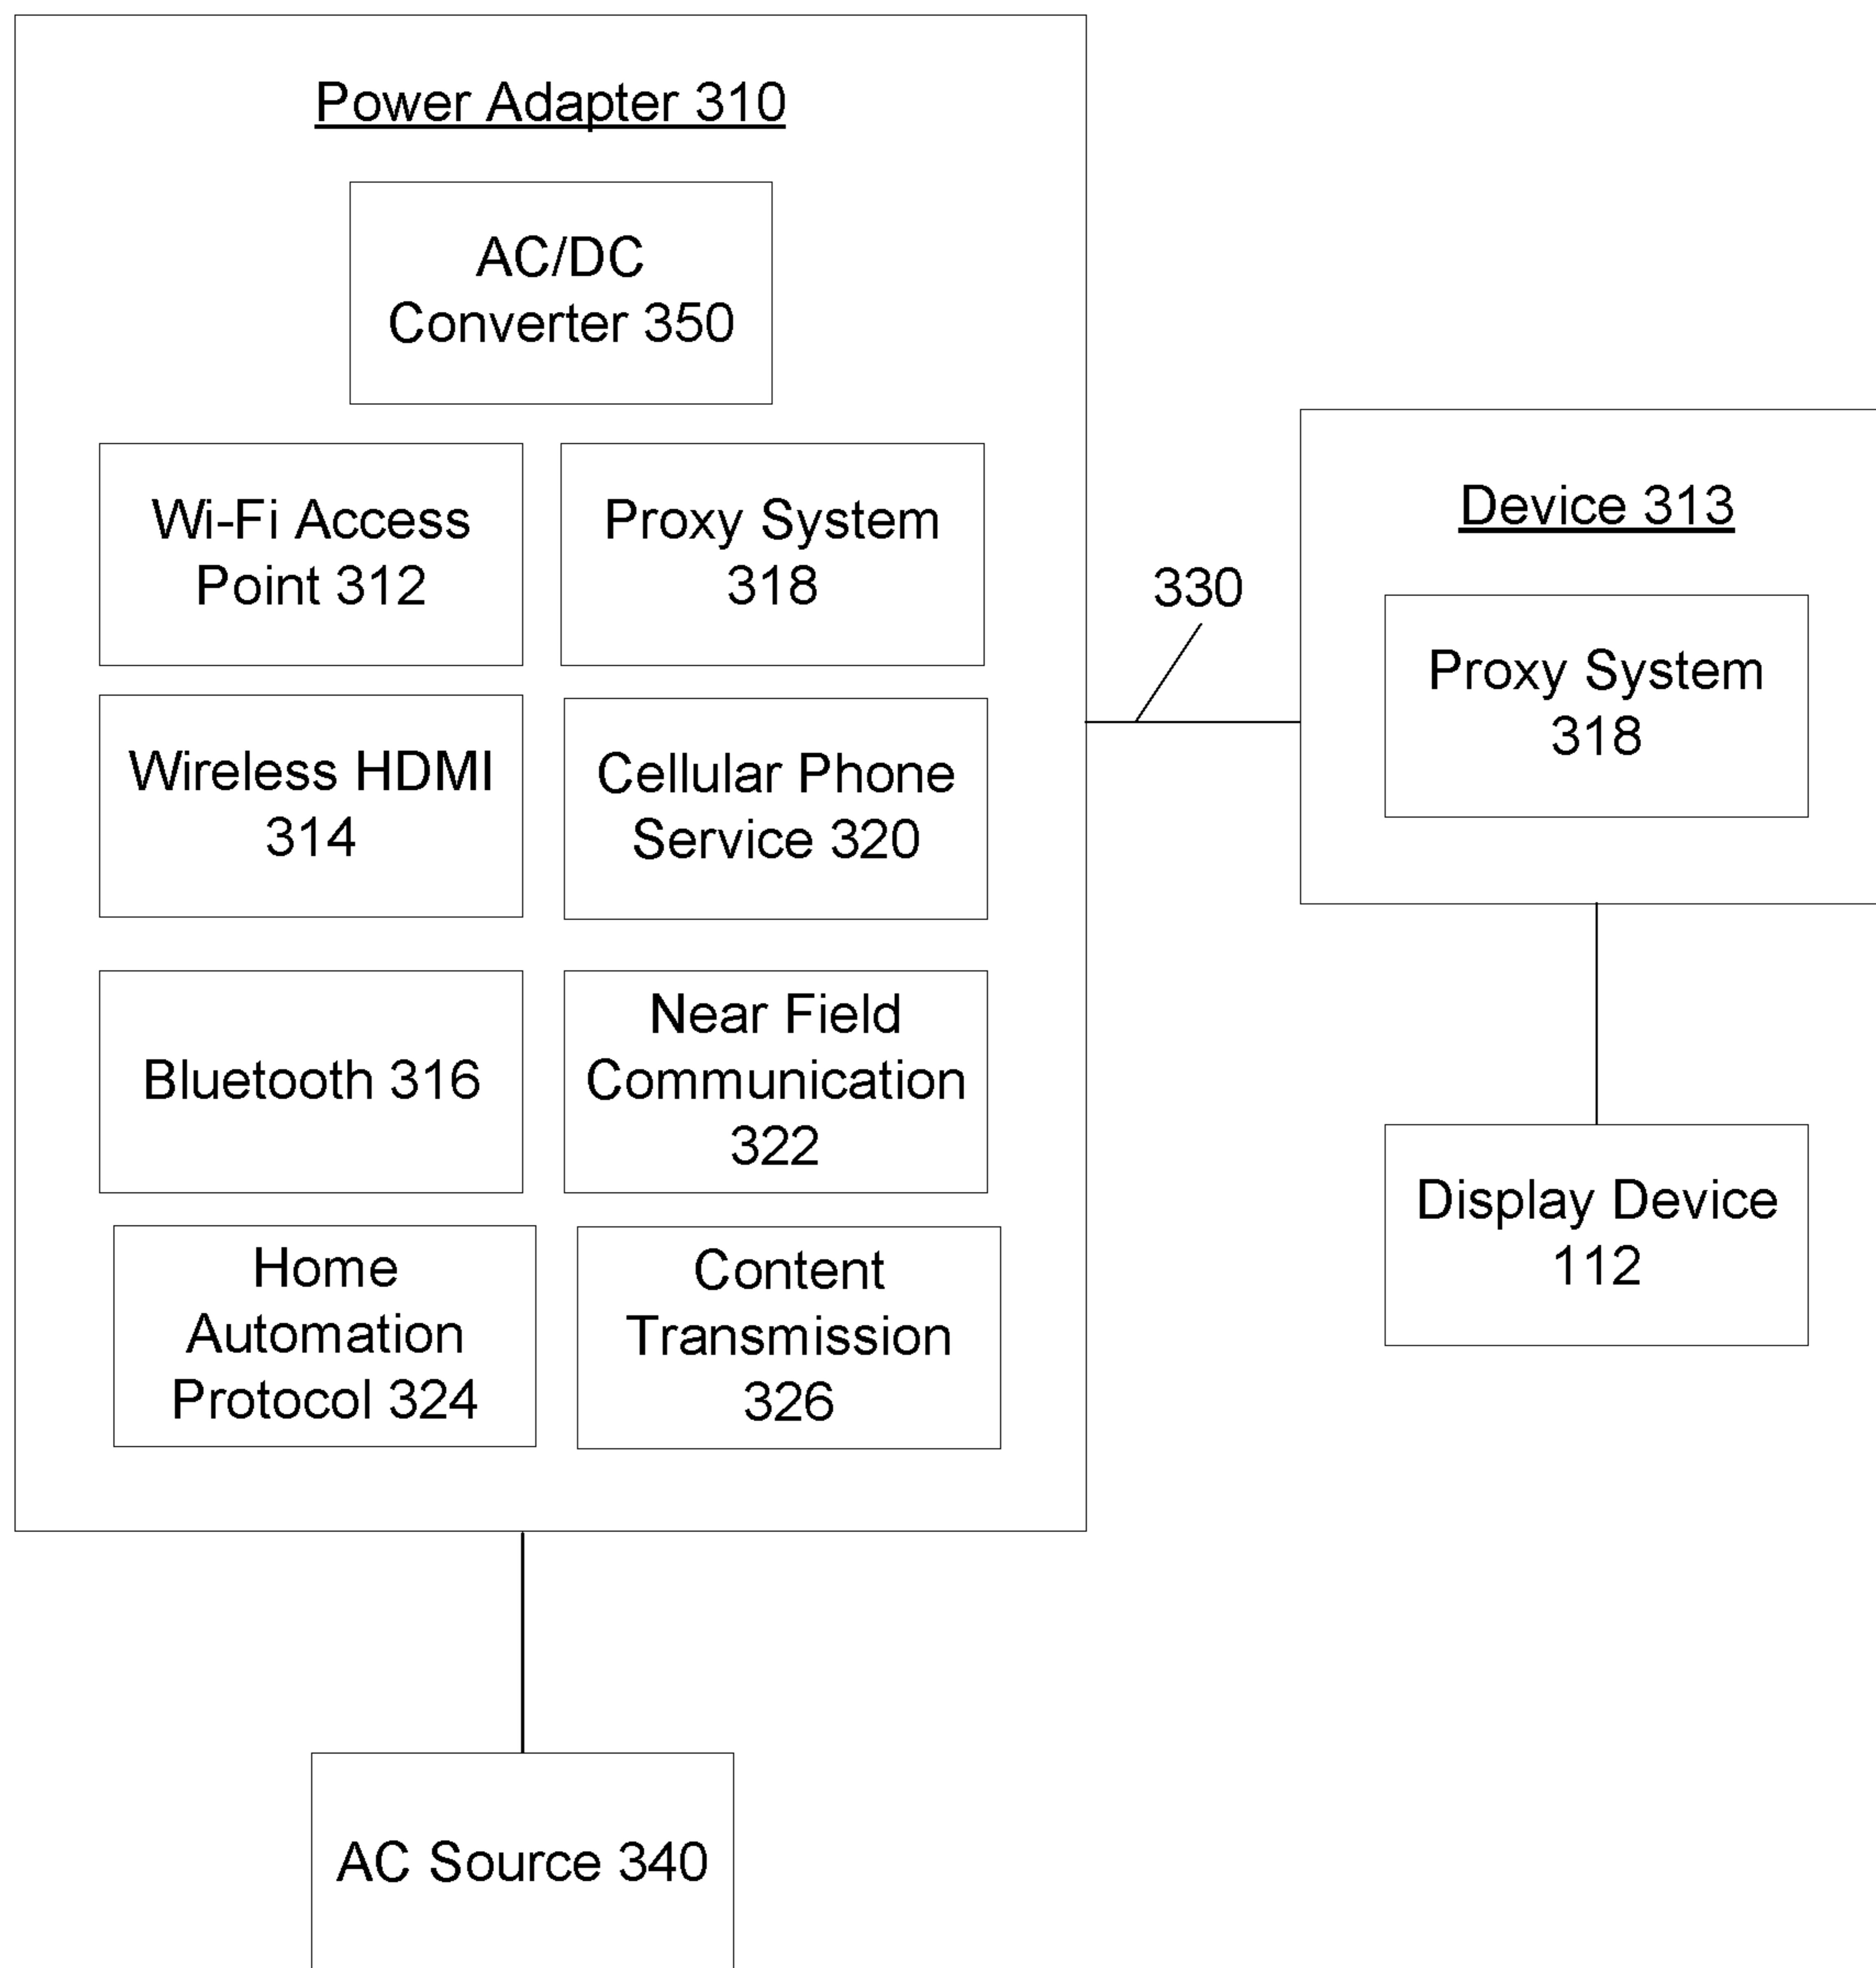 Power Adapter 310
AC/DC
Converter 350
Wi-Fi Access
Point 312
Proxy System
318
Wireless HDMI
314
Cellular Phone
Service 320
Bluetooth 316
Near Field
Communication
322
Home
Automation
Protocol 324
Content
Transmission
326
330
Device 313
Proxy System
318
Display Device
112
AC Source 340